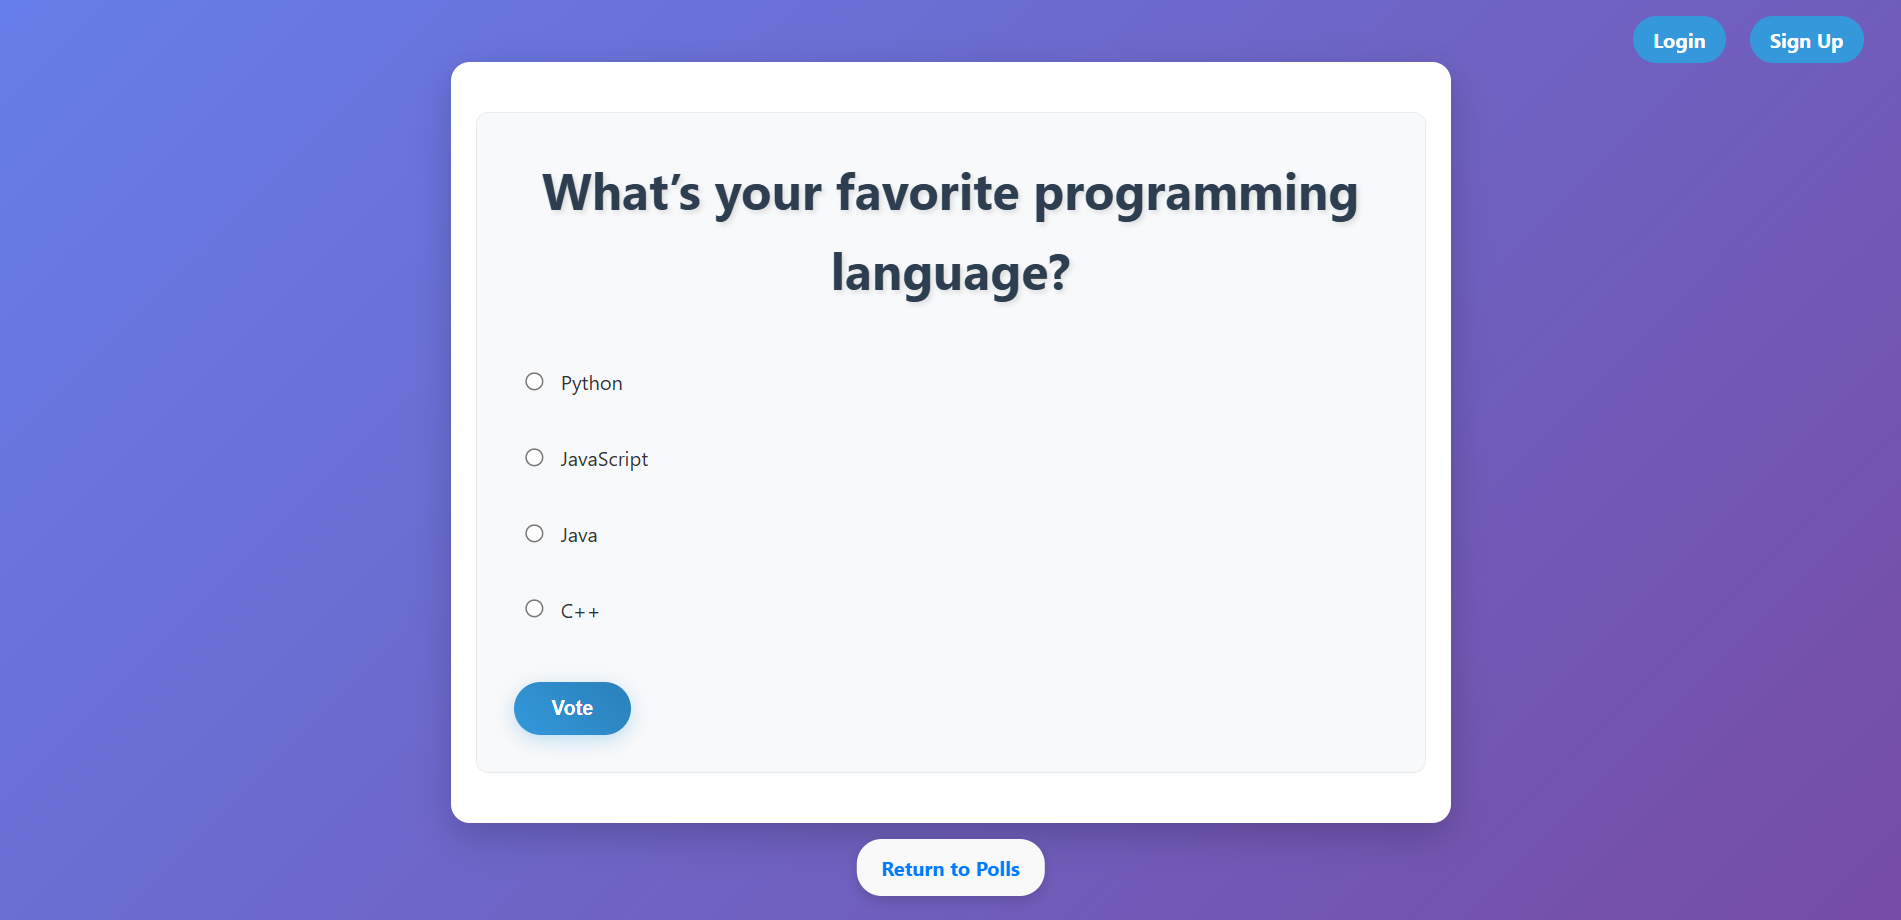 Login
Sign Up
What’s your favorite programming
language?
Python
JavaScript
Java
C++
Vote
Return to Polls